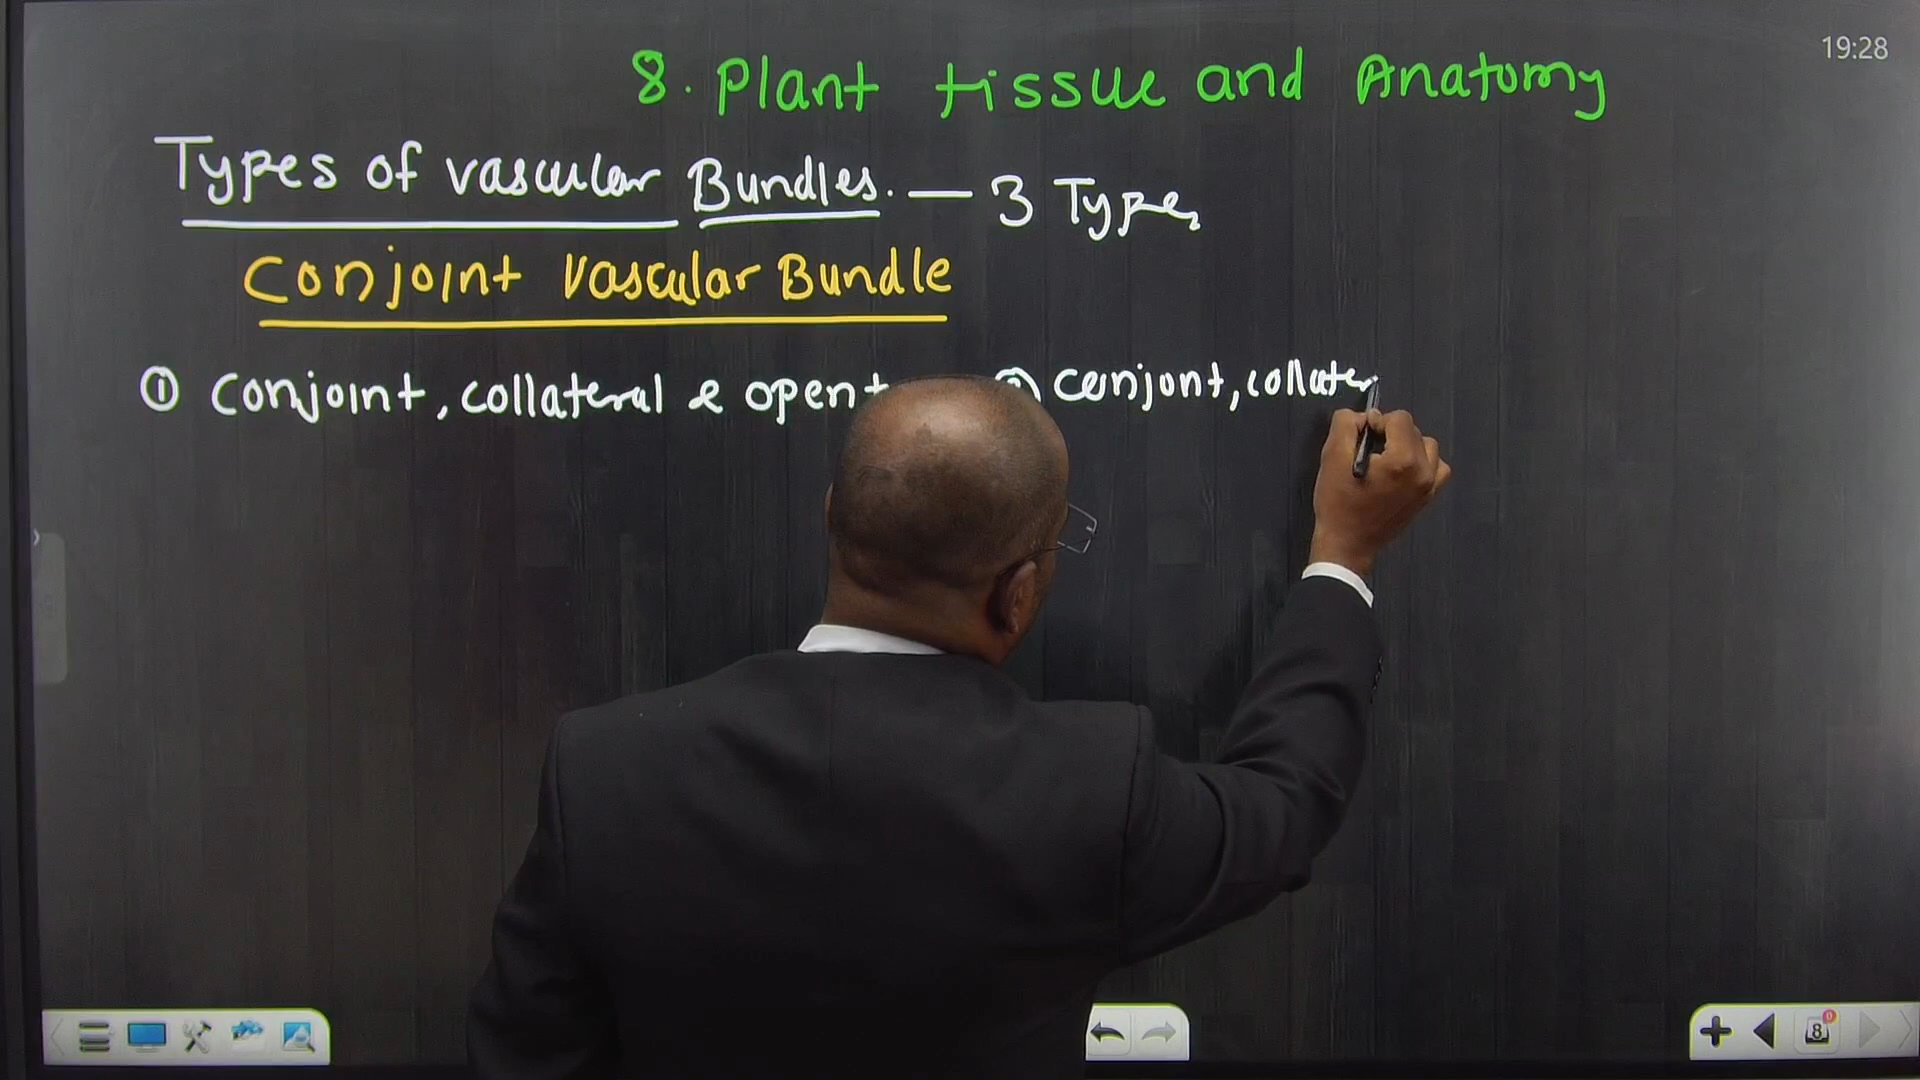 19:28
8. Plant tissue and Anatomy
Types of vascular Bundles. — 3 Types
Conjoint Vascular Bundle
① conjoint, collateral & open
conjont, collater
8